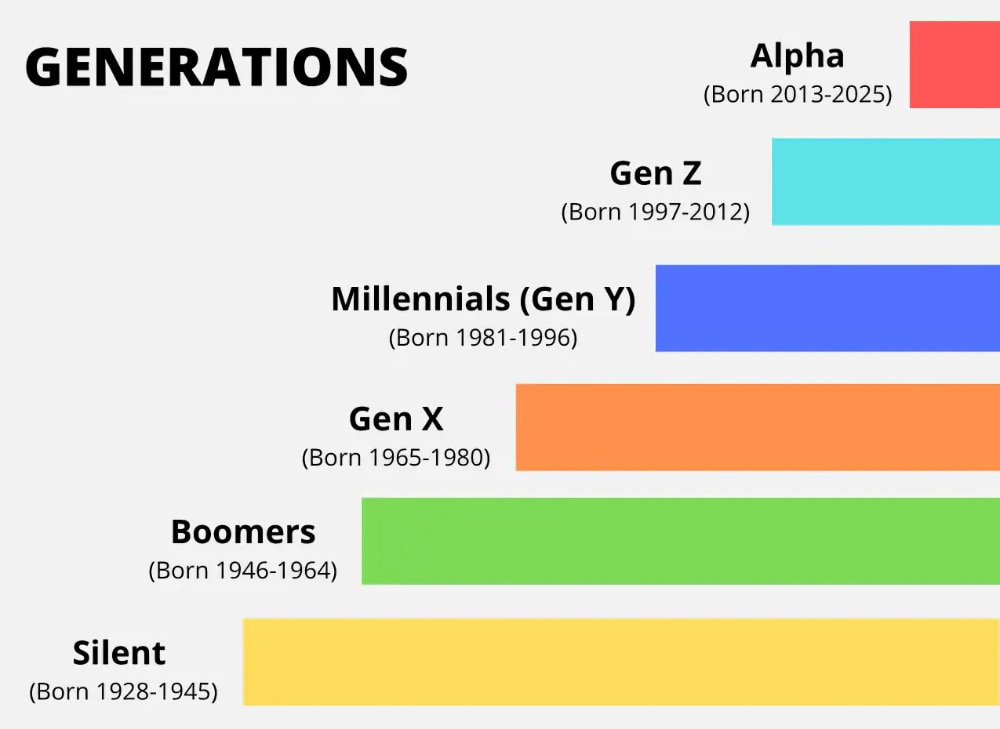 GENERATIONS
Alpha
(Born 2013-2025)
Gen Z
(Born 1997-2012)
Millennials (Gen Y)
(Born 1981-1996)
Gen X
(Born 1965-1980)
Boomers
(Born 1946-1964)
Silent
(Born 1928-1945)